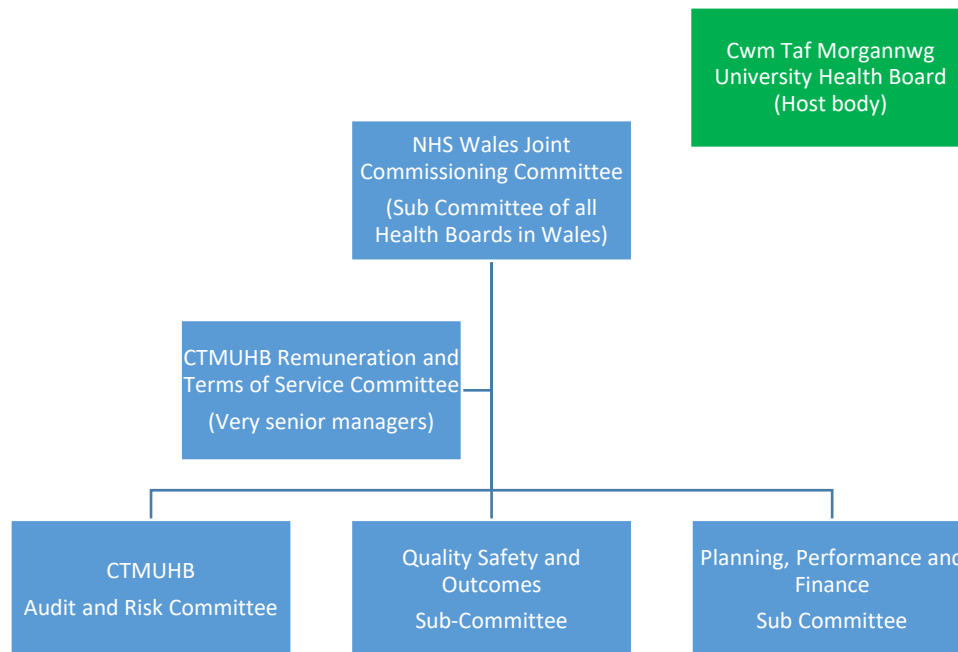 Cwm Taf Morgannwg
University Health Board
(Host body)
NHS Wales Joint
Commissioning Committee
(Sub Committee of all
Health Boards in Wales)
CTMUHB Remuneration and
Terms of Service Committee
(Very senior managers)
CTMUHB
Audit and Risk Committee
Quality Safety and
Outcomes
Sub-Committee
Planning, Performance and
Finance
Sub Committee